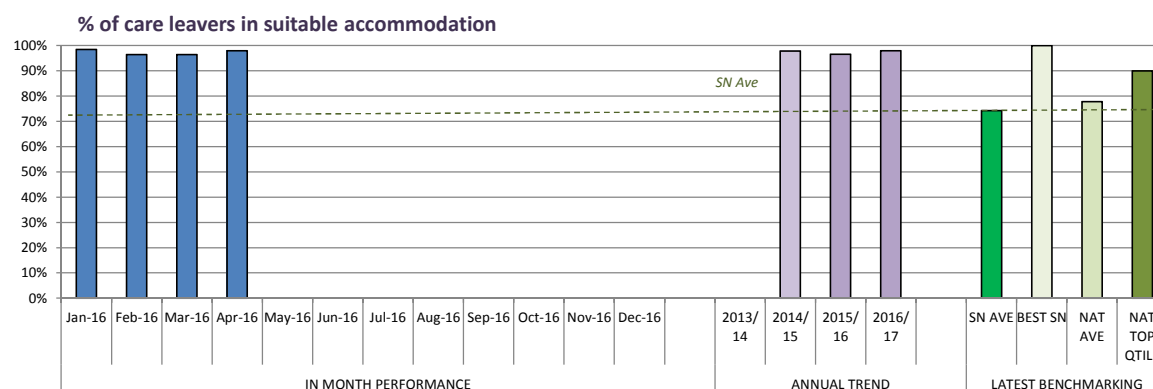 % of care leavers in suitable accommodation
100%
90%
80%
70%
60%
50%
40%
30%
20%
10%
0%
SN Ave
Jan-16 Feb-16 Mar-16 Apr-16 May-16 Jun-16 Jul-16 Aug-16 Sep-16 Oct-16 Nov-16 Dec-16
2013/
14
2014/
15
2015/
16
2016/
17
SN AVE
BEST SN
NAT
AVE
NAT
TOP
QTIL
IN MONTH PERFORMANCE
ANNUAL TREND
LATEST BENCHMARKING